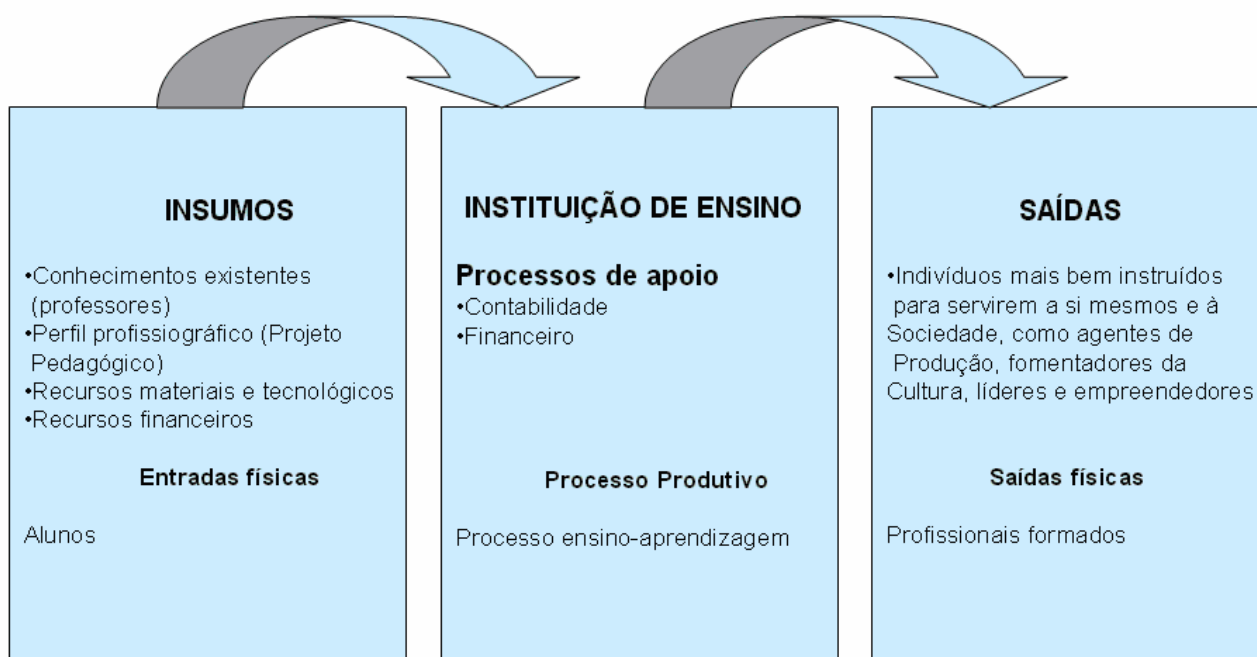 INSUMOS
•Conhecimentos existentes
(professores)
•Perfil profissiográfico (Projeto
Pedagógico)
•Recursos materiais e tecnológicos
•Recursos financeiros
Entradas físicas
Alunos
INSTITUIÇÃO DE ENSINO
Processos de apoio
•Contabilidade
•Financeiro
Processo Produtivo
Processo ensino-aprendizagem
SAÍDAS
•Indivíduos mais bem instruídos
para servirem a si mesmos e à
Sociedade, como agentes de
Produção, fomentadores da
Cultura, líderes e empreendedores
Saídas físicas
Profissionais formados